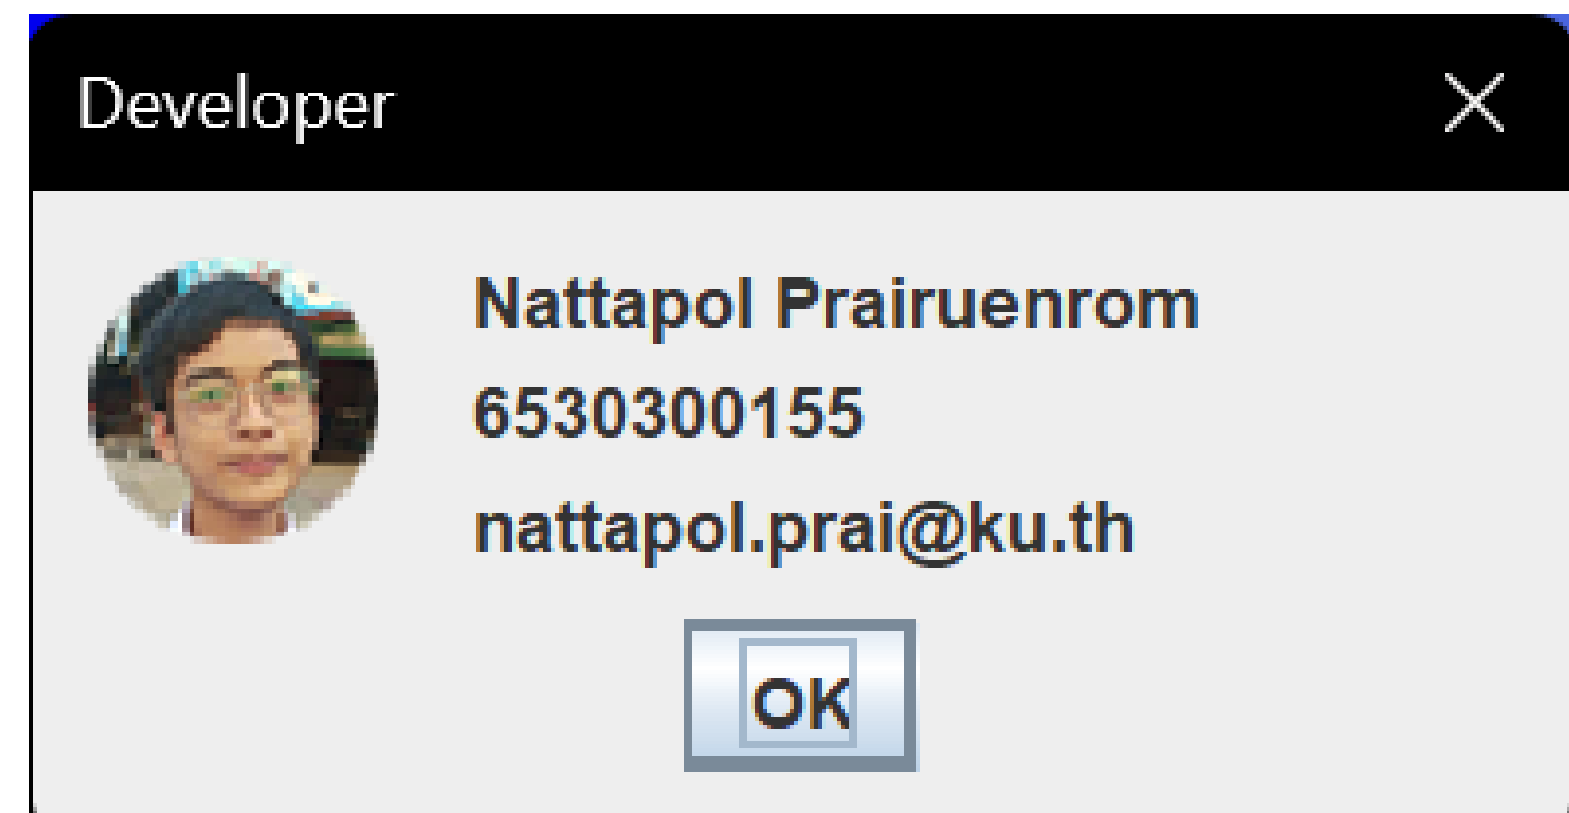 Developer
Nattapol Prairuenrom
6530300155
nattapol.prai@ku.th
OK